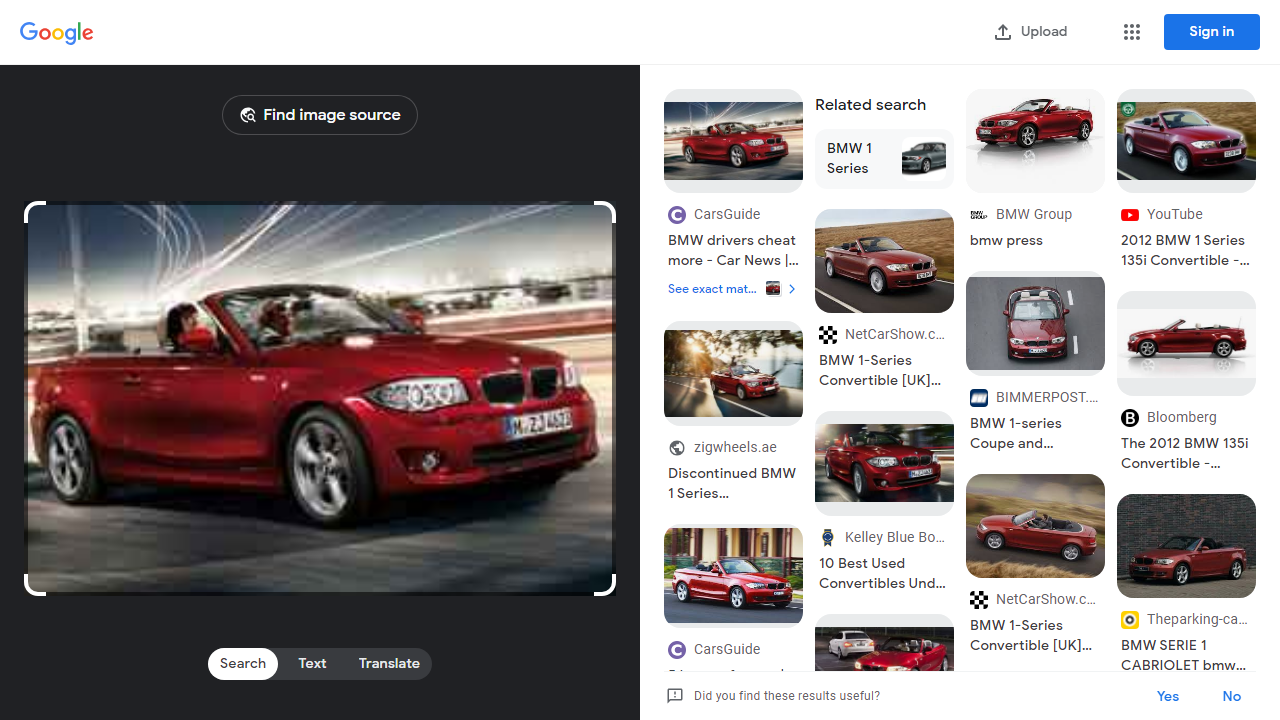 Google
Upload
Sign in
Find image source
M·ZJ4623
Search
Text
Translate
CarsGuide
BMW drivers cheat
more - Car News |...
See exact mat...
zigwheels.ae
Discontinued BMW
1 Series...
CarsGuide
Related search
BMW 1
Series
NetCarShow.c...
BMW 1-Series
Convertible [UK]...
Kelley Blue Bo...
10 Best Used
Convertibles Und...
BMW Group
bmw press
BIMMERPOST....
BMW 1-series
Coupe and...
NetCarShow.c...
BMW 1-Series
Convertible [UK]...
YouTube
2012 BMW 1 Series
135i Convertible -...
Bloomberg
The 2012 BMW 135i
Convertible -...
Theparking-ca...
BMW SERIE 1
CABRIOLET bmw...
Did you find these results useful?
Yes
No